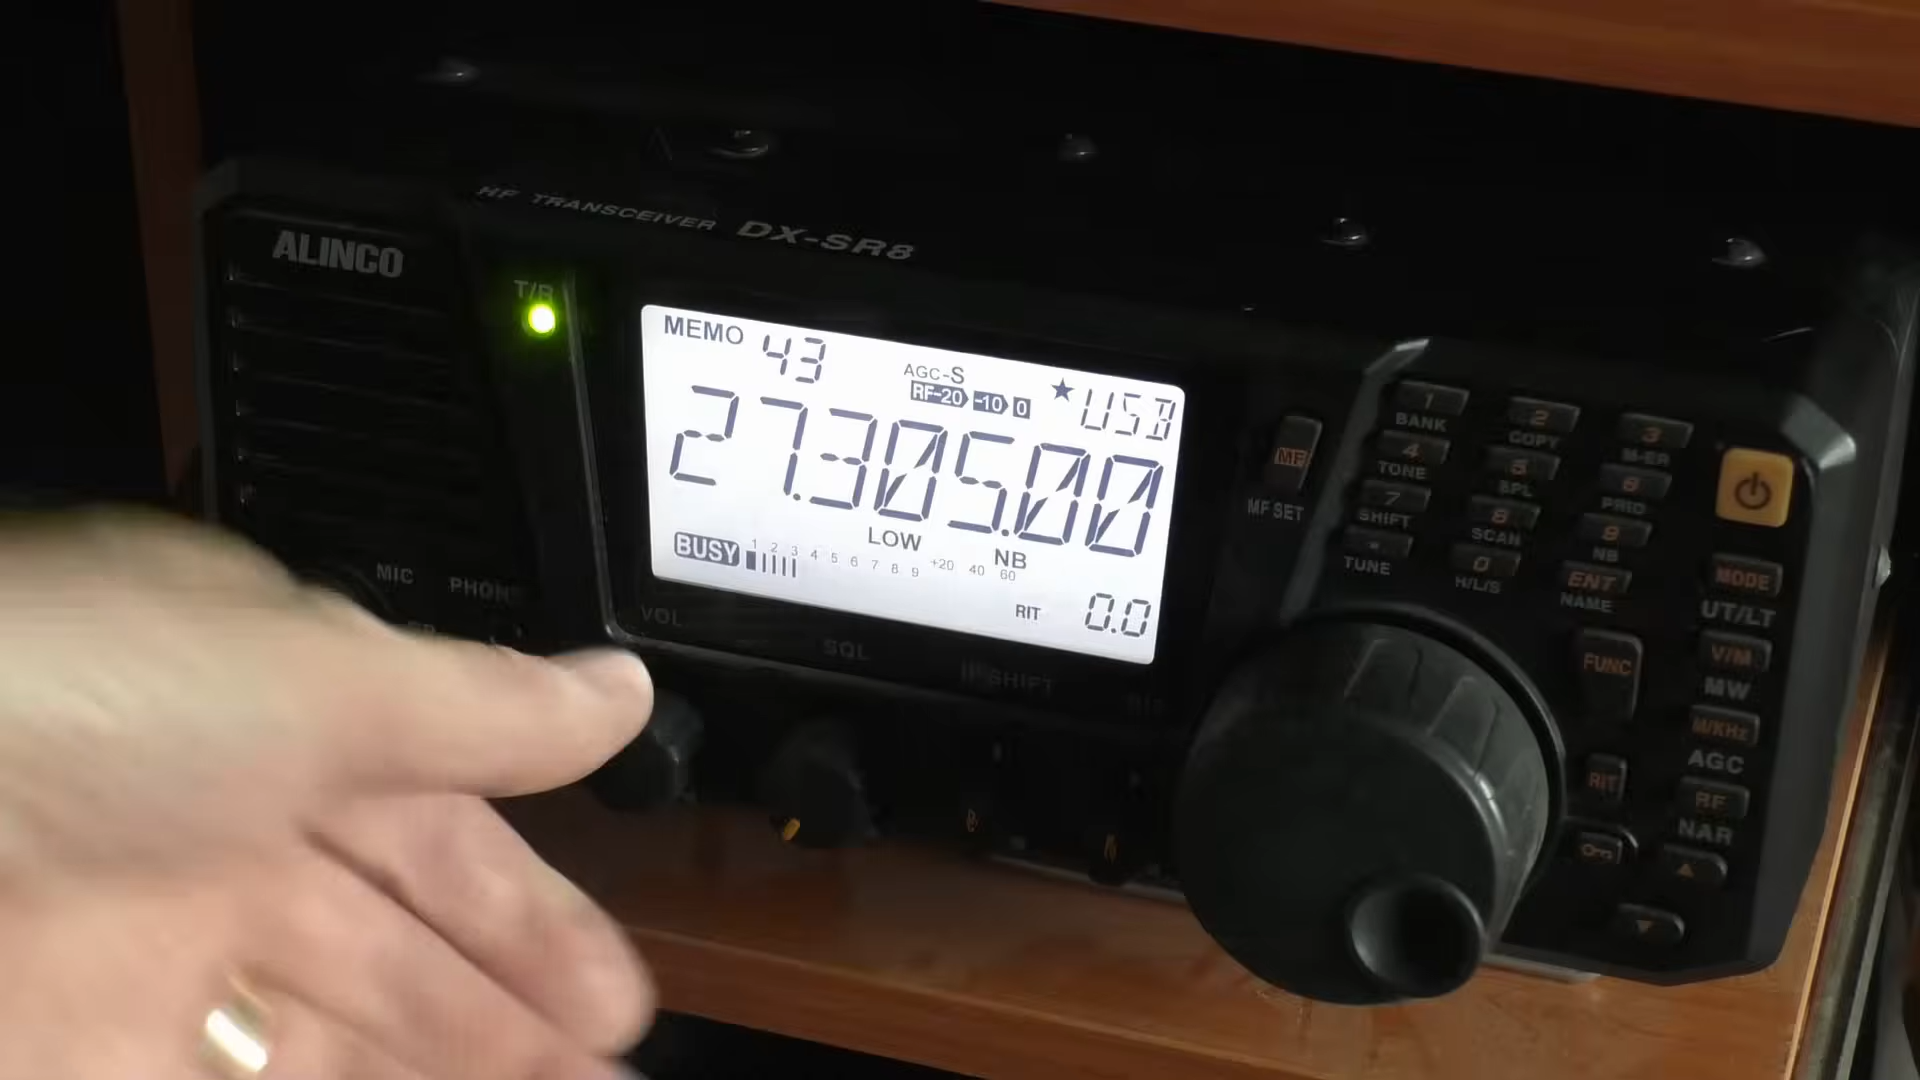 HF TRANSCEIVER DX-SR8
ALINCO
T/R
MEMO 43
AGC-S
RF-20 -10 0
★ USB
27.305.00
LOW
NB
BUSY
1 2 3 4 5 6 7 8 9 +20 40 60
RIT 0.0
MIC
PHONE
VOL
SQL
IF SHIFT
MF
MF SET
1 2 3
BANK COPY M-ER
4 5 6
TONE SPL PRIO
7 8 9
SHIFT SCAN NB
* 0 ENT
TUNE H/L/S NAME
MODE
UT/LT
FUNC
V/M
MW
M/KHz
AGC
RIT
RF
NAR
▲
▼